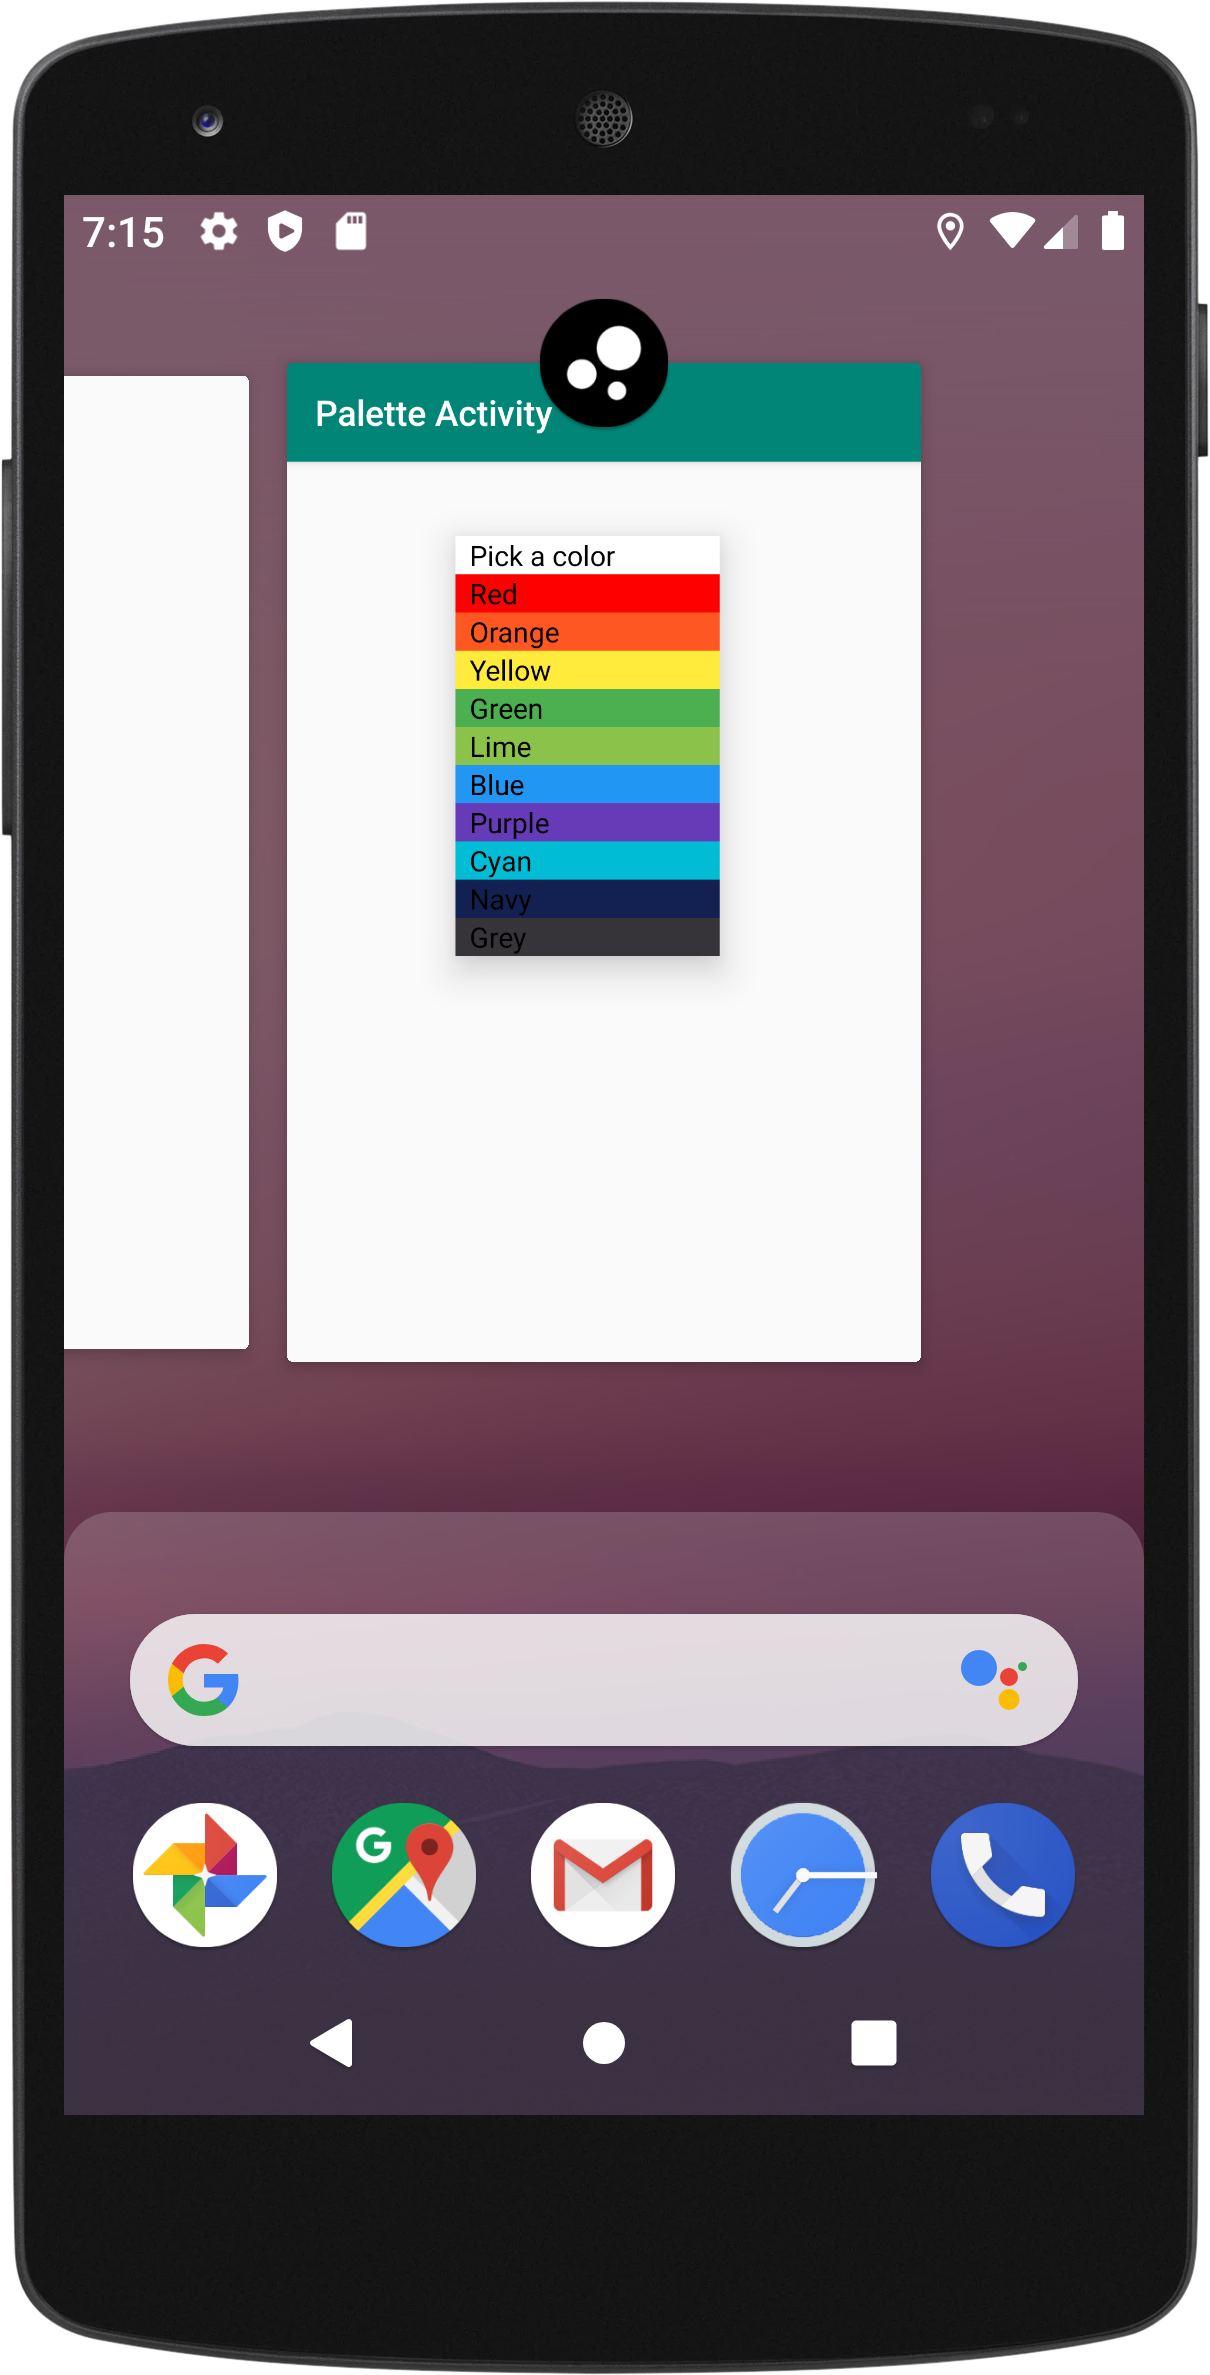 7:15
Palette Activity
Pick a color
Red
Orange
Yellow
Green
Lime
Blue
Purple
Cyan
Navy
Grey